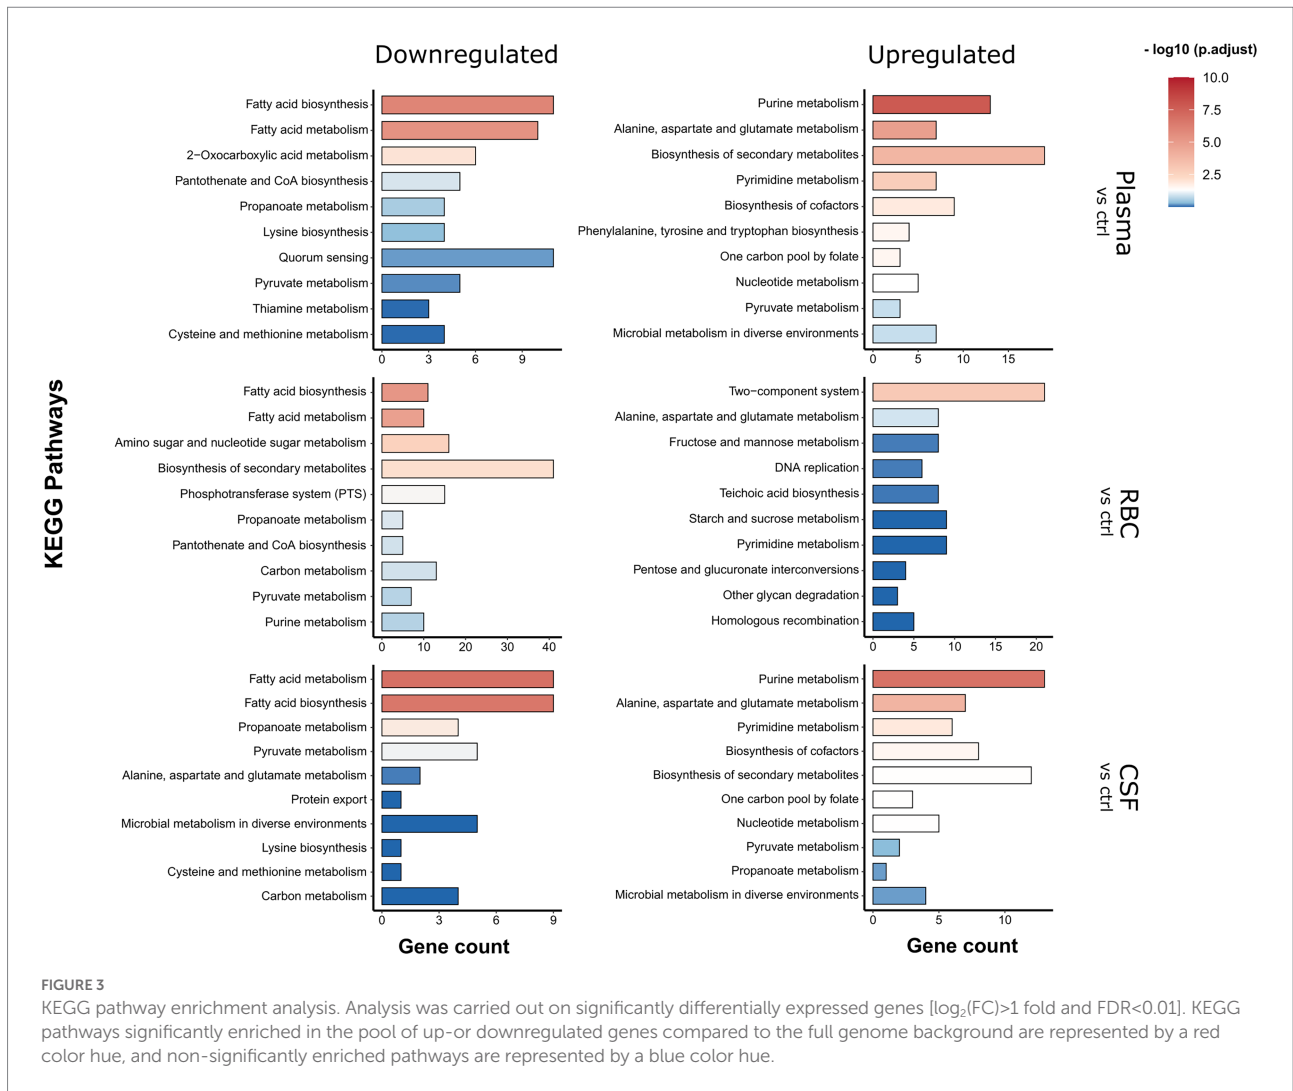 Downregulated
Upregulated
- log10 (p.adjust)
10.0
7.5
5.0
2.5
KEGG Pathways
Fatty acid biosynthesis
Fatty acid metabolism
2−Oxocarboxylic acid metabolism
Pantothenate and CoA biosynthesis
Propanoate metabolism
Lysine biosynthesis
Quorum sensing
Pyruvate metabolism
Thiamine metabolism
Cysteine and methionine metabolism
0 3 6 9
Purine metabolism
Alanine, aspartate and glutamate metabolism
Biosynthesis of secondary metabolites
Pyrimidine metabolism
Biosynthesis of cofactors
Phenylalanine, tyrosine and tryptophan biosynthesis
One carbon pool by folate
Nucleotide metabolism
Pyruvate metabolism
Microbial metabolism in diverse environments
0 5 10 15
Plasma
vs ctrl
Fatty acid biosynthesis
Fatty acid metabolism
Amino sugar and nucleotide sugar metabolism
Biosynthesis of secondary metabolites
Phosphotransferase system (PTS)
Propanoate metabolism
Pantothenate and CoA biosynthesis
Carbon metabolism
Pyruvate metabolism
Purine metabolism
0 10 20 30 40
Two−component system
Alanine, aspartate and glutamate metabolism
Fructose and mannose metabolism
DNA replication
Teichoic acid biosynthesis
Starch and sucrose metabolism
Pyrimidine metabolism
Pentose and glucuronate interconversions
Other glycan degradation
Homologous recombination
0 5 10 15 20
RBC
vs ctrl
Fatty acid metabolism
Fatty acid biosynthesis
Propanoate metabolism
Pyruvate metabolism
Alanine, aspartate and glutamate metabolism
Protein export
Microbial metabolism in diverse environments
Lysine biosynthesis
Cysteine and methionine metabolism
Carbon metabolism
0 3 6 9
Gene count
Purine metabolism
Alanine, aspartate and glutamate metabolism
Pyrimidine metabolism
Biosynthesis of cofactors
Biosynthesis of secondary metabolites
One carbon pool by folate
Nucleotide metabolism
Pyruvate metabolism
Propanoate metabolism
Microbial metabolism in diverse environments
0 5 10
Gene count
CSF
vs ctrl
FIGURE 3
KEGG pathway enrichment analysis. Analysis was carried out on significantly differentially expressed genes [log₂(FC)>1 fold and FDR<0.01]. KEGG
pathways significantly enriched in the pool of up-or downregulated genes compared to the full genome background are represented by a red
color hue, and non-significantly enriched pathways are represented by a blue color hue.